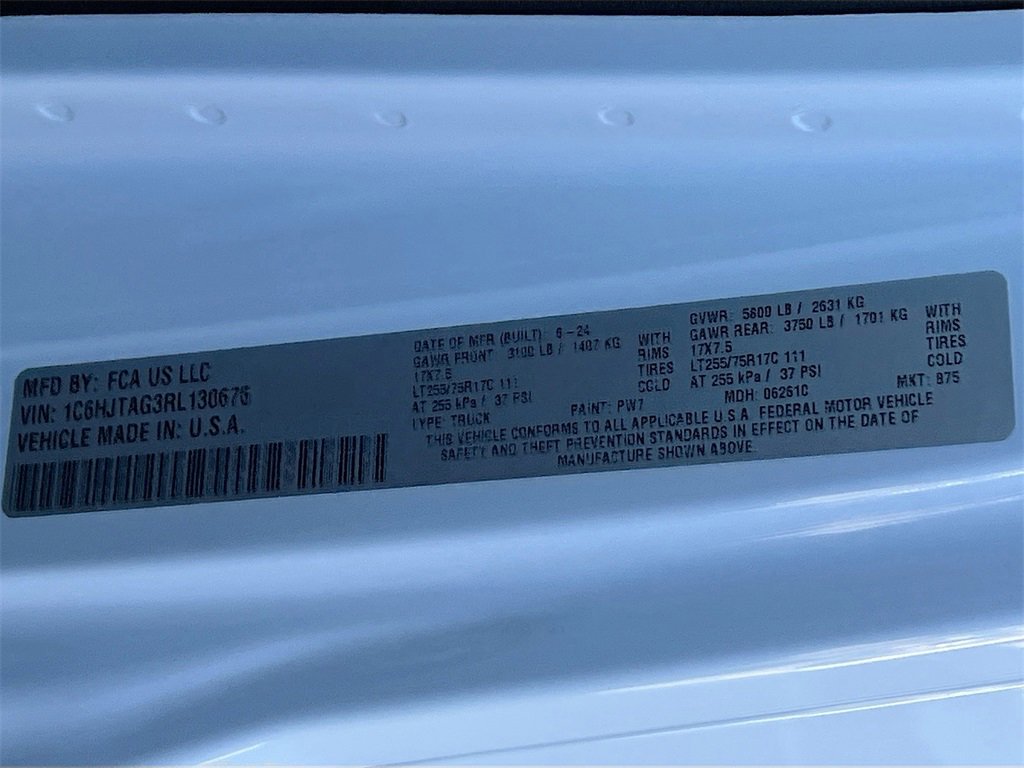 MFD BY: FCA US LLC
VIN: 1C6HJTAG3RL130676
VEHICLE MADE IN: U.S.A.
DATE OF MFR (BUILT): 6-24
GAWR FRONT 3100 LB / 1407 KG WITH
17X7.5 RIMS
LT255/75R17C 111 TIRES
AT 255 kPa / 37 PSI COLD
TYPE: TRUCK PAINT: PW7
GVWR: 5800 LB / 2631 KG
GAWR REAR: 3750 LB / 1701 KG WITH
17X7.5 RIMS
LT255/75R17C 111 TIRES
AT 255 kPa / 37 PSI COLD
MDH: 06261C MKT: B75
THIS VEHICLE CONFORMS TO ALL APPLICABLE U.S.A. FEDERAL MOTOR VEHICLE
SAFETY AND THEFT PREVENTION STANDARDS IN EFFECT ON THE DATE OF
MANUFACTURE SHOWN ABOVE.